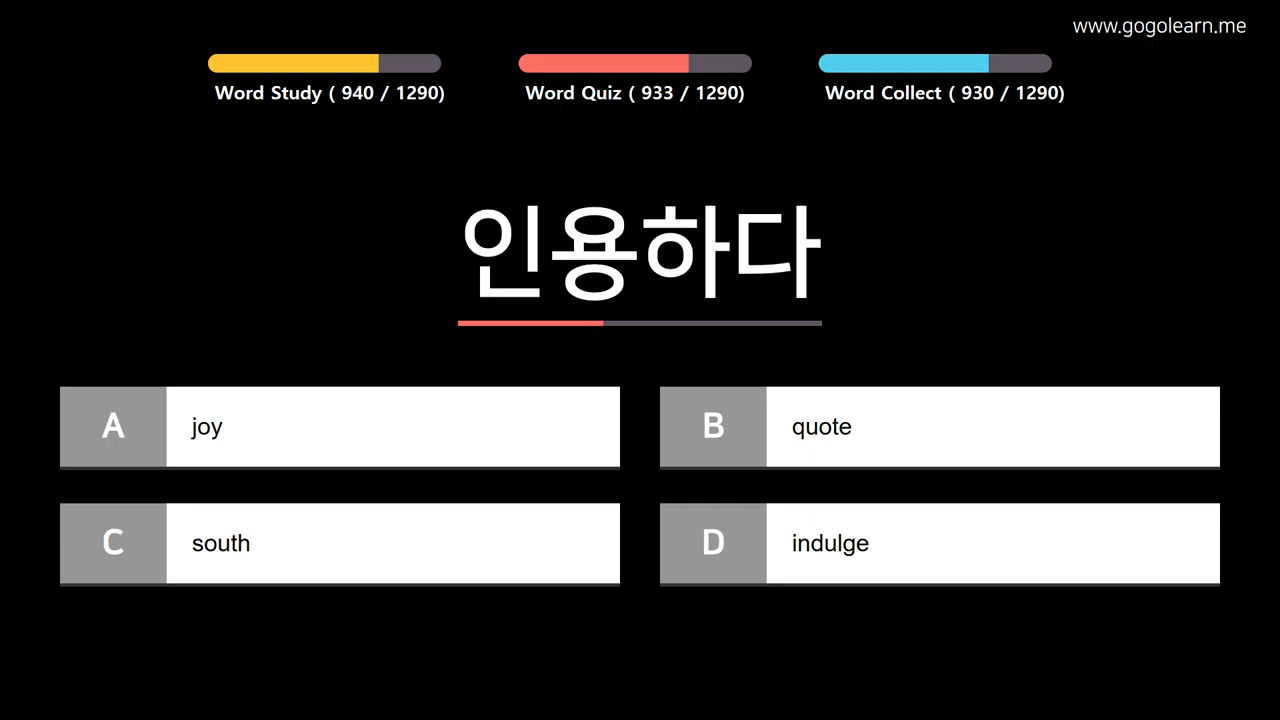 www.gogolearn.me
Word Study ( 940 / 1290)
Word Quiz ( 933 / 1290)
Word Collect ( 930 / 1290)
인용하다
A joy
B quote
C south
D indulge